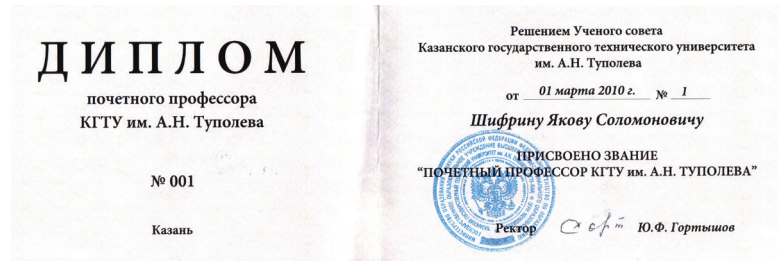 ДИПЛОМ
почетного профессора
КГТУ им. А.Н. Туполева
№ 001
Казань
Решением Ученого совета
Казанского государственного технического университета
им. А.Н. Туполева
от 01 марта 2010 г. № 1
Шифрину Якову Соломоновичу
ПРИСВОЕНО ЗВАНИЕ
“ПОЧЕТНЫЙ ПРОФЕССОР КГТУ им. А.Н. ТУПОЛЕВА”
Ректор Ю.Ф. Гортышов